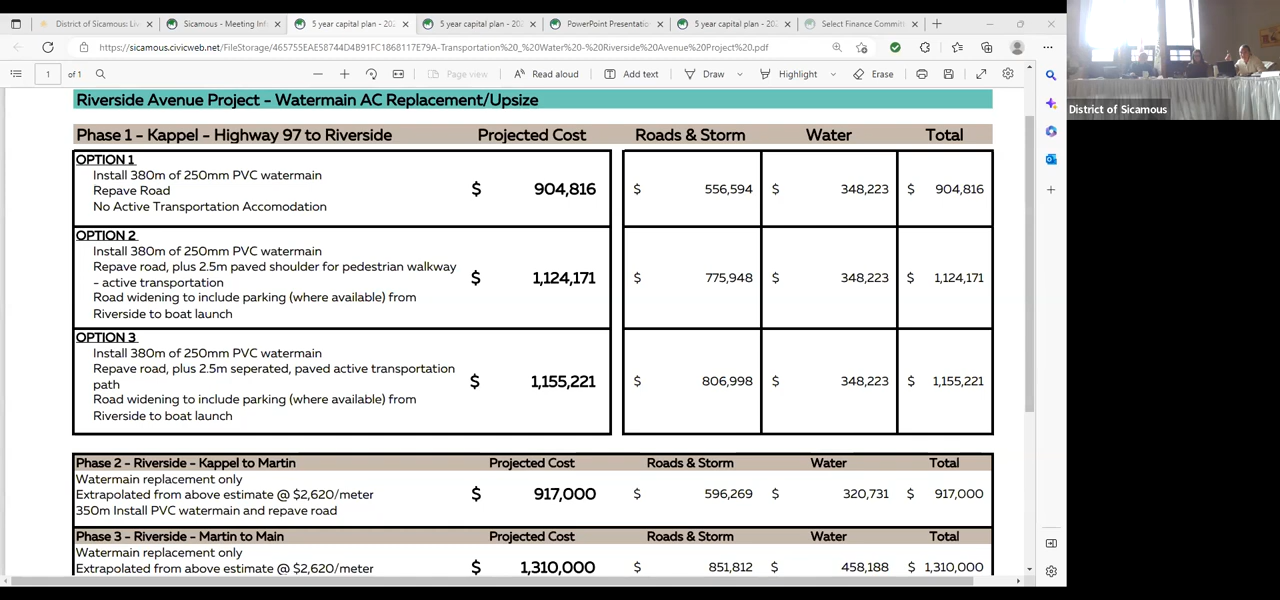 District of Sicamous: Liv
Sicamous - Meeting Inf
5 year capital plan - 202
5 year capital plan - 202
PowerPoint Presentatio
5 year capital plan - 202
Select Finance Committ
https://sicamous.civicweb.net/FileStorage/465755EAE58744D4B91FC1868117E79A-Transportation%20_%20Water%20-%20Riverside%20Avenue%20Project%20.pdf
1 of 1 Page view Read aloud Add text Draw Highlight Erase
District of Sicamous
Riverside Avenue Project - Watermain AC Replacement/Upsize
Phase 1 - Kappel - Highway 97 to Riverside Projected Cost Roads & Storm Water Total
OPTION 1
Install 380m of 250mm PVC watermain
Repave Road $ 904,816 $ 556,594 $ 348,223 $ 904,816
No Active Transportation Accomodation
OPTION 2
Install 380m of 250mm PVC watermain
Repave road, plus 2.5m paved shoulder for pedestrian walkway
- active transportation $ 1,124,171 $ 775,948 $ 348,223 $ 1,124,171
Road widening to include parking (where available) from
Riverside to boat launch
OPTION 3
Install 380m of 250mm PVC watermain
Repave road, plus 2.5m seperated, paved active transportation
path $ 1,155,221 $ 806,998 $ 348,223 $ 1,155,221
Road widening to include parking (where available) from
Riverside to boat launch
Phase 2 - Riverside - Kappel to Martin Projected Cost Roads & Storm Water Total
Watermain replacement only
Extrapolated from above estimate @ $2,620/meter $ 917,000 $ 596,269 $ 320,731 $ 917,000
350m Install PVC watermain and repave road
Phase 3 - Riverside - Martin to Main Projected Cost Roads & Storm Water Total
Watermain replacement only
Extrapolated from above estimate @ $2,620/meter $ 1,310,000 $ 851,812 $ 458,188 $ 1,310,000